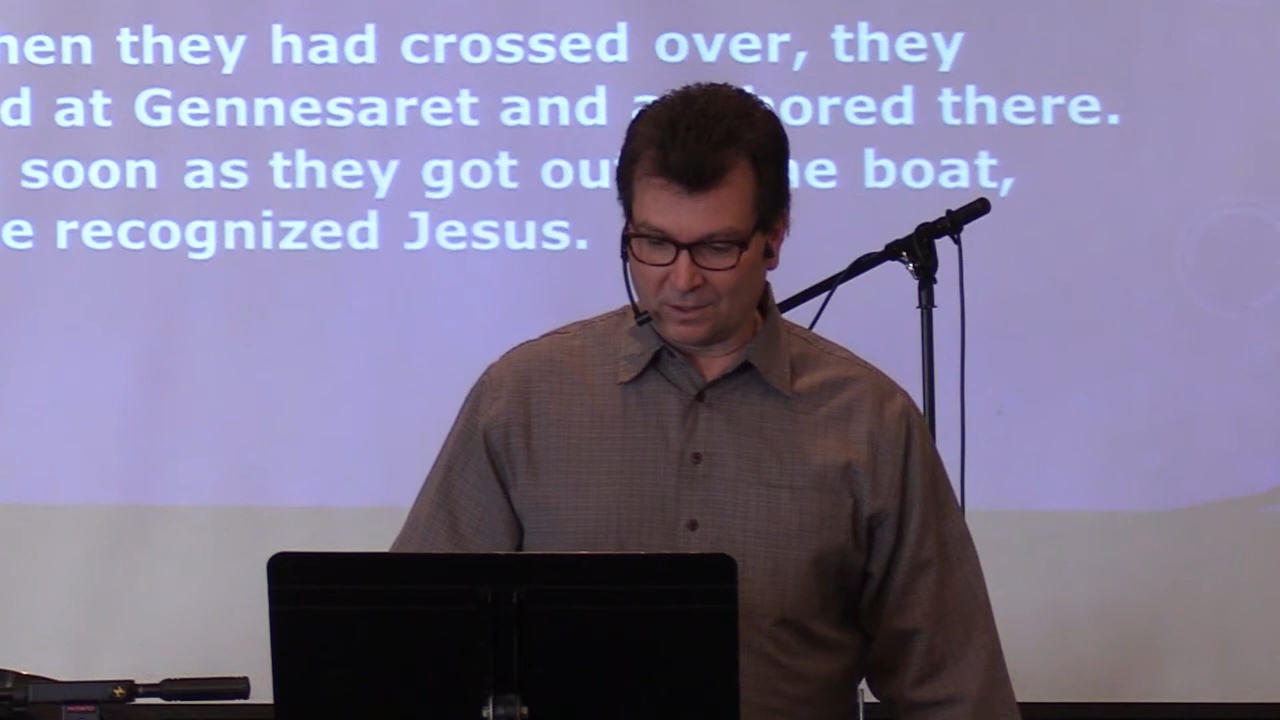 hen they had crossed over, they
d at Gennesaret and a hored there.
soon as they got ou he boat,
e recognized Jesus.